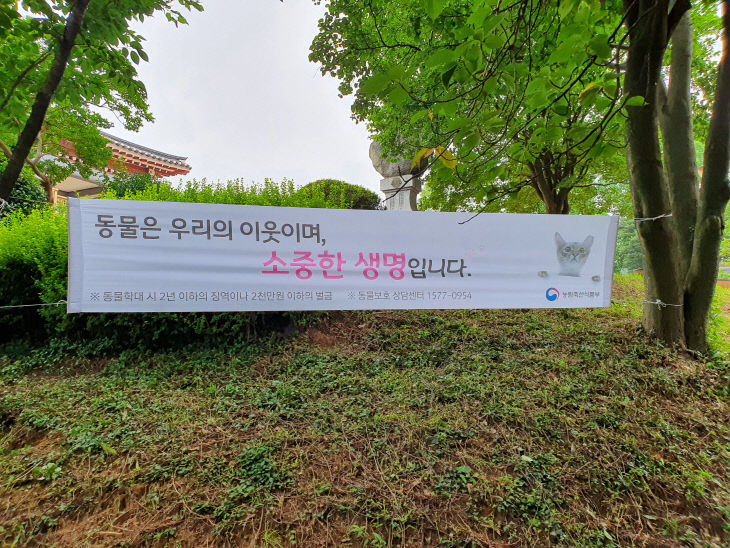 동물은 우리의 이웃이며,
소중한 생명입니다.
※ 동물학대 시 2년 이하의 징역이나 2천만원 이하의 벌금 ※ 동물보호 상담센터 1577-0954
농림축산식품부